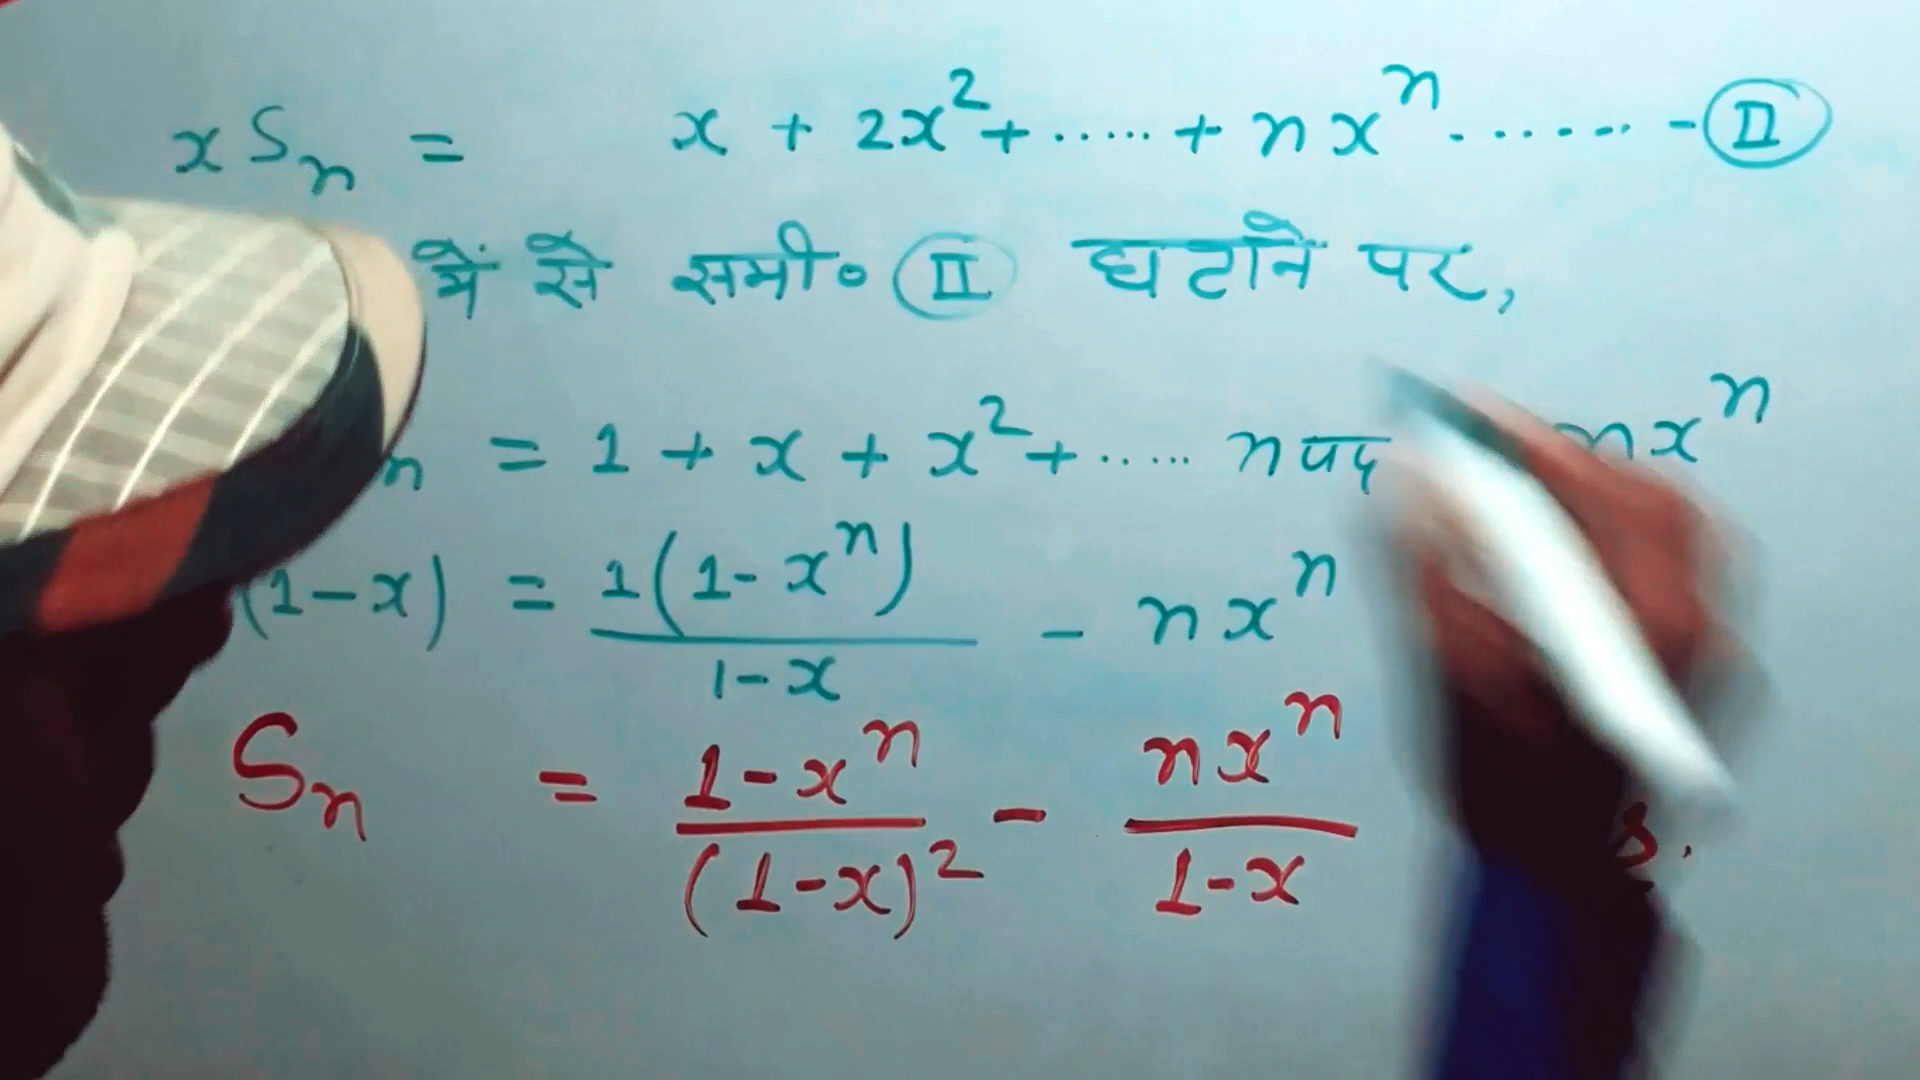 xSₙ = x + 2x² + ..... + nxⁿ ....... - Ⅱ
में से समी० Ⅱ घटाने पर,
ₙ = 1 + x + x² + ..... n पद nxⁿ
(1-x) = 1(1-xⁿ)/1-x - nxⁿ
Sₙ = 1-xⁿ/(1-x)² - nxⁿ/1-x